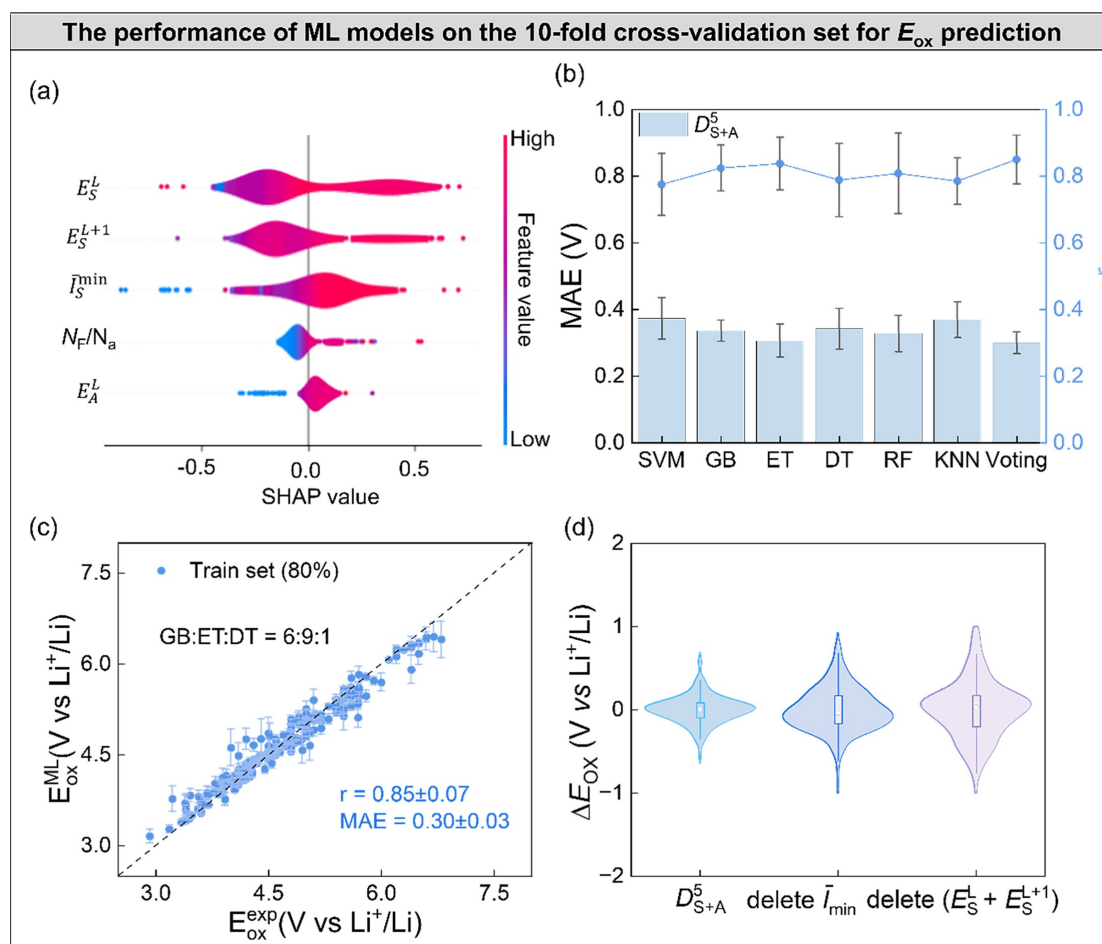 The performance of ML models on the 10-fold cross-validation set for E_ox prediction
(a)
E_S^L
E_S^{L+1}
Ī_S^min
N_F/N_a
E_A^L
-0.5
0.0
0.5
SHAP value
High
Feature value
Low
(b)
D_{S+A}^5
MAE (V)
1.0
0.8
0.6
0.4
0.2
0.0
1.0
0.8
0.6
0.4
0.2
0.0
SVM GB ET DT RF KNN Voting
(c)
Train set (80%)
GB:ET:DT = 6:9:1
r = 0.85±0.07
MAE = 0.30±0.03
E_ox^ML(V vs Li⁺/Li)
7.5
6.0
4.5
3.0
3.0 4.5 6.0 7.5
E_ox^exp(V vs Li⁺/Li)
(d)
ΔE_OX (V vs Li⁺/Li)
2
1
0
−1
−2
D_{S+A}^5 delete Ī_min delete (E_S^L + E_S^{L+1})